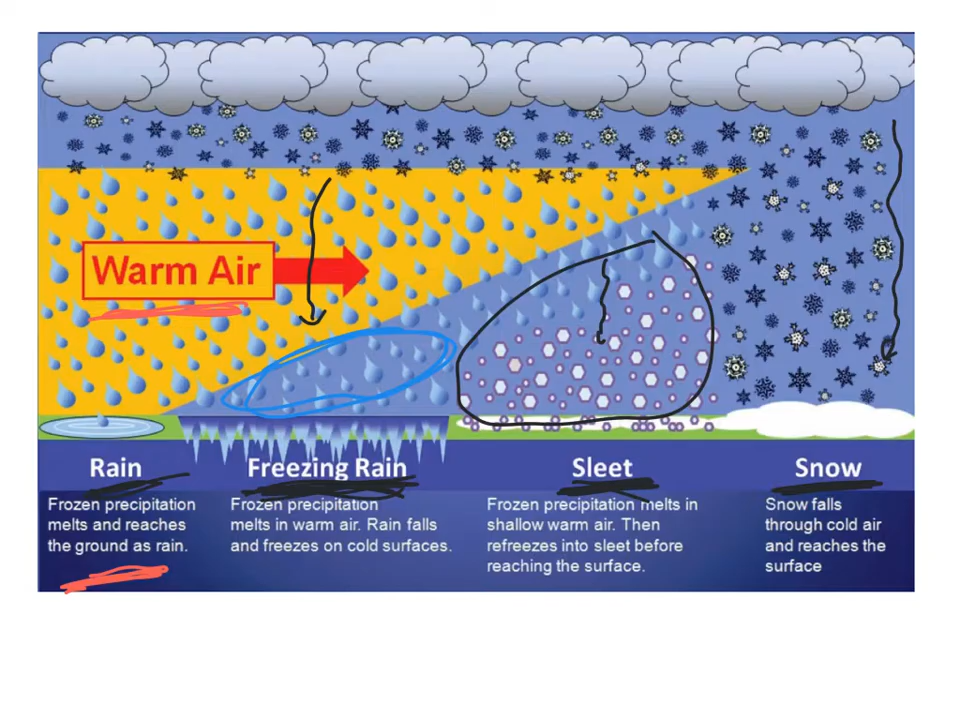 Warm Air
Rain
Frozen precipitation
melts and reaches
the ground as rain.
Freezing Rain
Frozen precipitation
melts in warm air. Rain falls
and freezes on cold surfaces.
Sleet
Frozen precipitation melts in
shallow warm air. Then
refreezes into sleet before
reaching the surface.
Snow
Snow falls
through cold air
and reaches the
surface